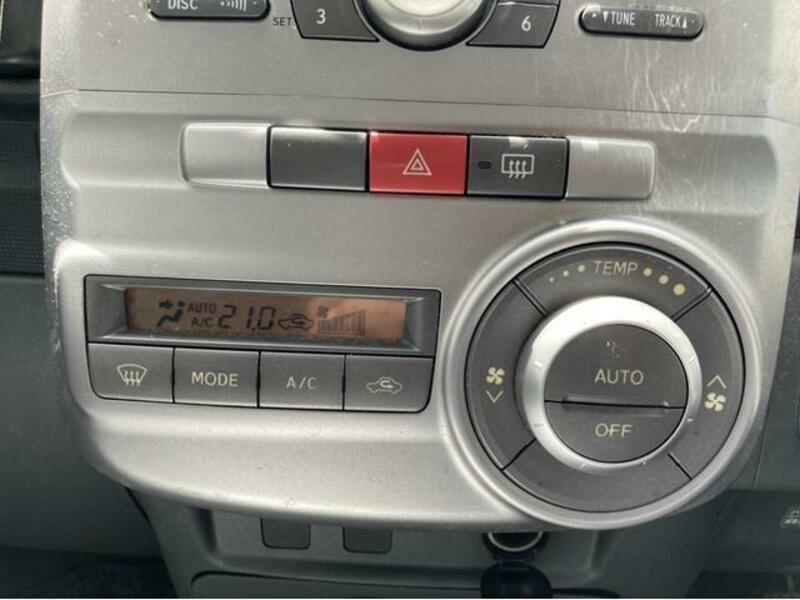 DISC
SET
3
6
TUNE TRACK
TEMP
AUTO
A/C 21.0
MODE
A/C
AUTO
OFF